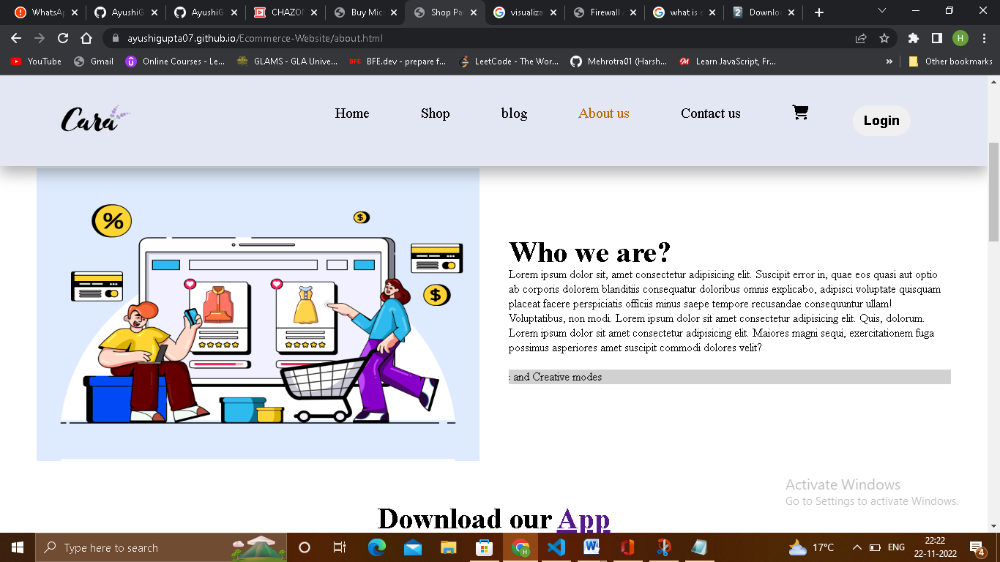 WhatsAp
AyushiG
AyushiG
CHAZON
Buy Mic
Shop Pa
visualiza
Firewall
what is e
Downlo
ayushigupta07.github.io/Ecommerce-Website/about.html
H
YouTube
Gmail
Online Courses - Le...
GLAMS - GLA Unive...
BFE.dev - prepare f...
LeetCode - The Wor...
Mehrotra01 (Harsh...
Learn JavaScript, Fr...
»
Other bookmarks
Cara
Home
Shop
blog
About us
Contact us
Login
%
$
$
Who we are?
Lorem ipsum dolor sit, amet consectetur adipisicing elit. Suscipit error in, quae eos quasi aut optio
ab corporis dolorem blanditiis consequatur doloribus omnis explicabo, adipisci voluptate quisquam
placeat facere perspiciatis officiis minus saepe tempore recusandae consequuntur ullam!
Voluptatibus, non modi. Lorem ipsum dolor sit amet consectetur adipisicing elit. Quis, dolorum.
Lorem ipsum dolor sit amet consectetur adipisicing elit. Maiores magni sequi, exercitationem fuga
possimus asperiores amet suscipit commodi dolores velit?
and Creative modes
Activate Windows
Go to Settings to activate Windows.
Download our App
Type here to search
17°C
ENG
22:22
22-11-2022
4